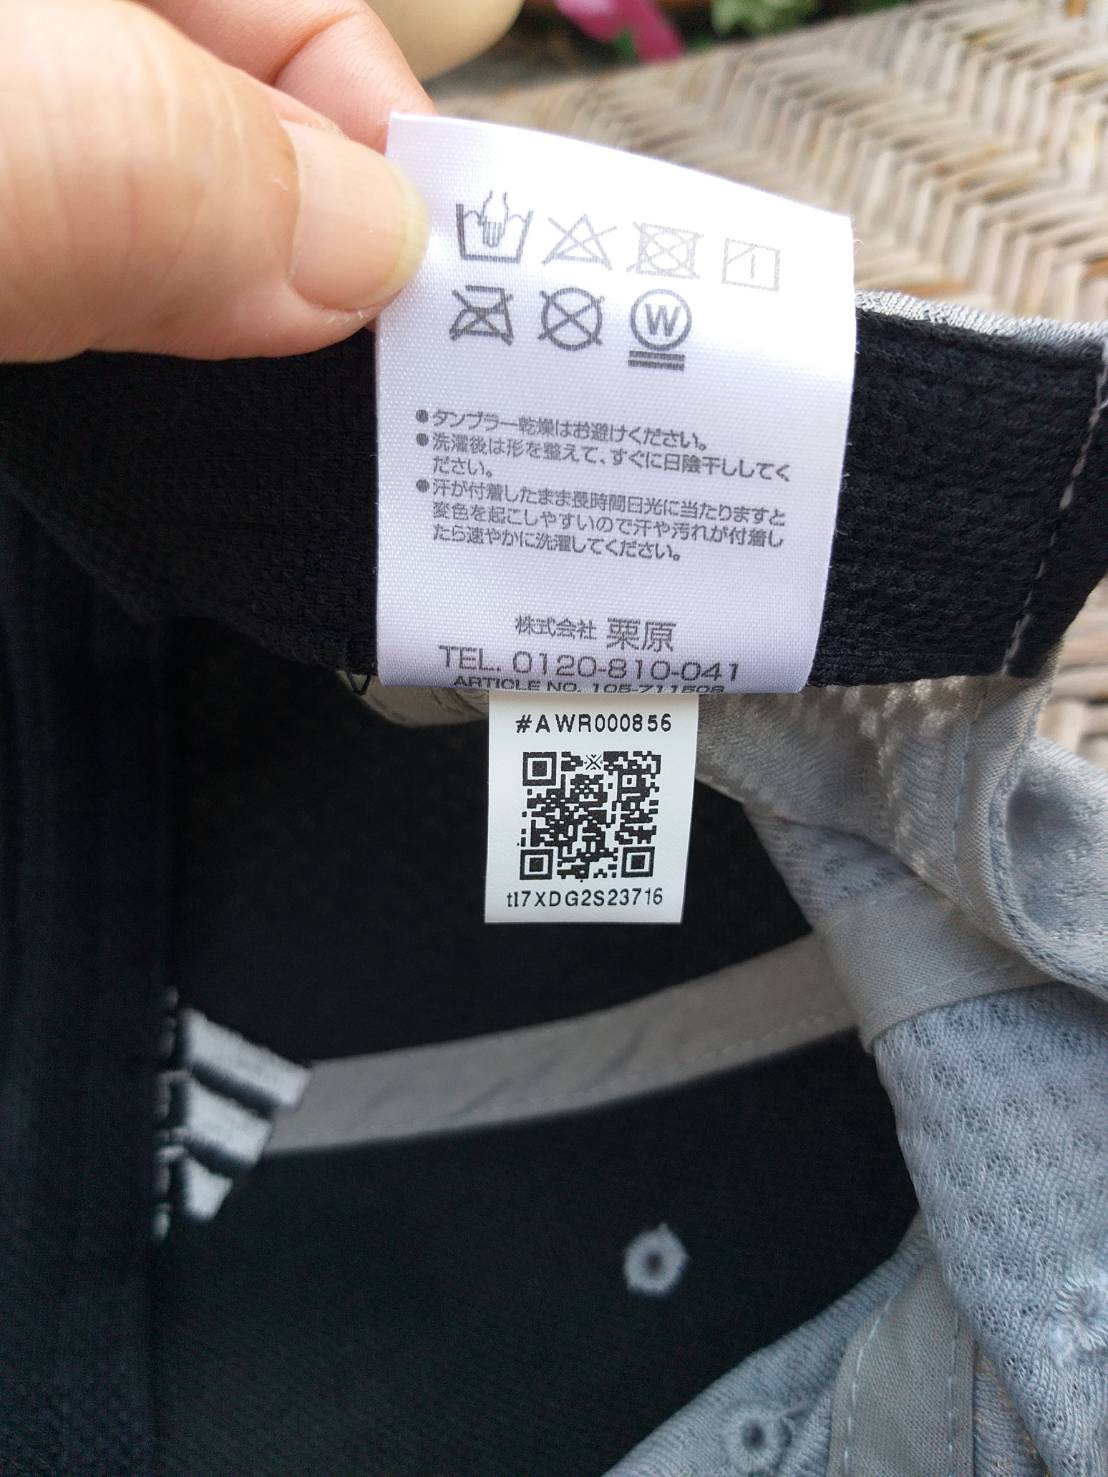 W
●タンブラー乾燥はお避けください。
●洗濯後は形を整えて、すぐに日陰干ししてく
ださい。
●汗が付着したまま長時間日光に当たりますと
変色を起こしやすいので汗や汚れが付着し
たら速やかに洗濯してください。
株式会社 栗原
TEL. 0120-810-041
ARTICLE NO.
#AWR000856
tI7XDG2S23716